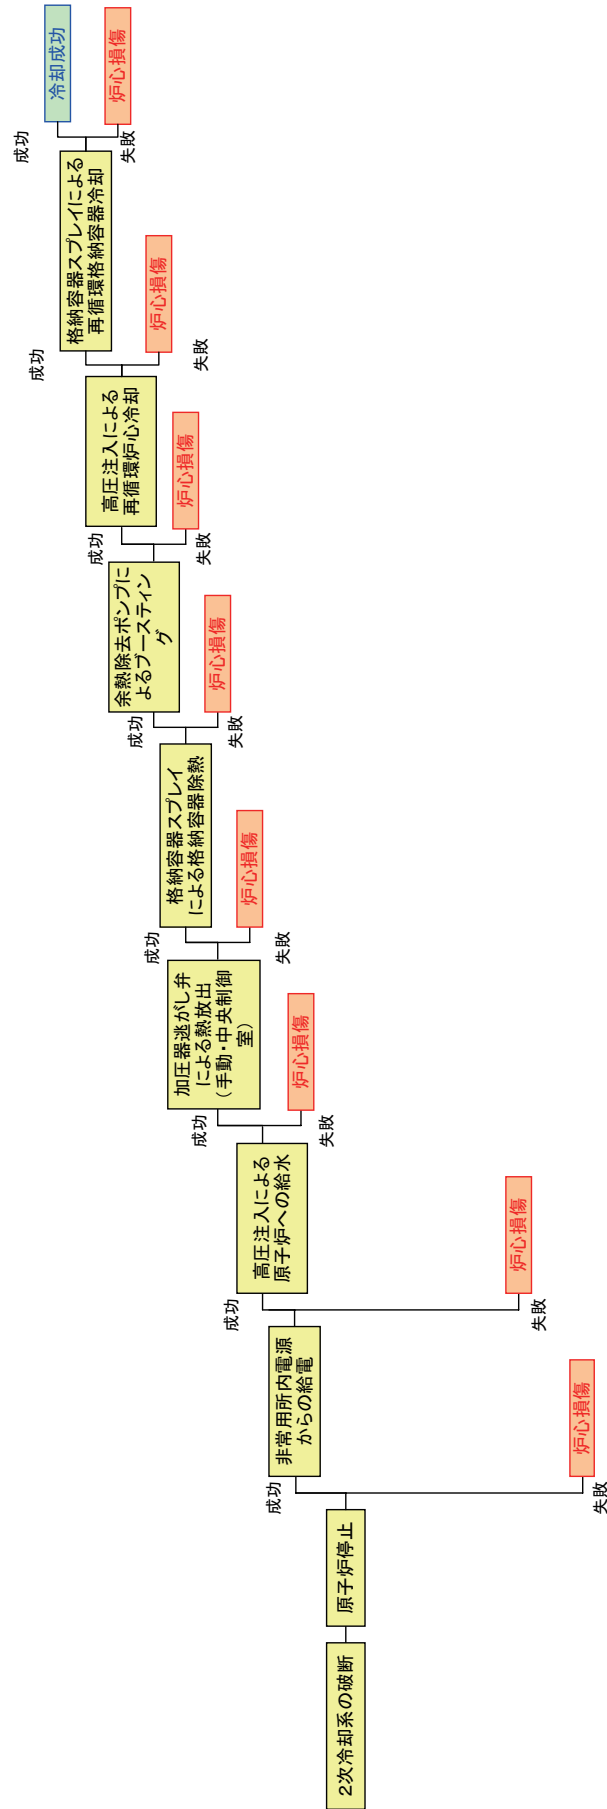 2次冷却系の破断
原子炉停止
成功
失敗
非常用所内電源
からの給電
炉心損傷
成功
失敗
高圧注入による
原子炉への給水
炉心損傷
成功
失敗
加圧器逃がし弁
による熱放出
（手動・中央制御
室）
炉心損傷
成功
失敗
格納容器スプレイ
による格納容器除熱
炉心損傷
成功
失敗
余熱除去ポンプに
よるブースティン
グ
炉心損傷
成功
失敗
高圧注入による
再循環炉心冷却
炉心損傷
成功
失敗
格納容器スプレイによる
再循環格納容器冷却
炉心損傷
成功
失敗
冷却成功
炉心損傷